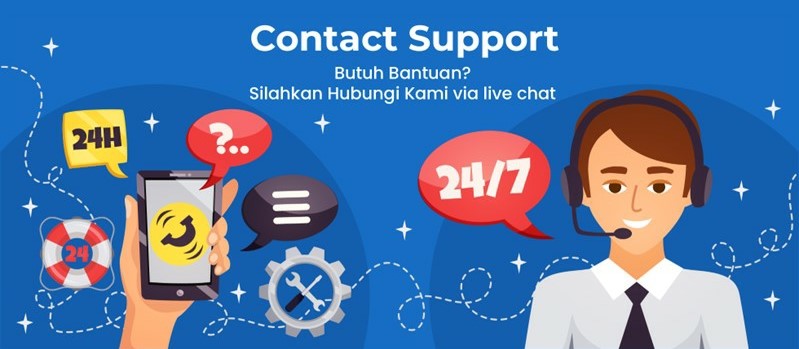 Contact Support
Butuh Bantuan?
Silahkan Hubungi Kami via live chat
24H
?..
24/7
24